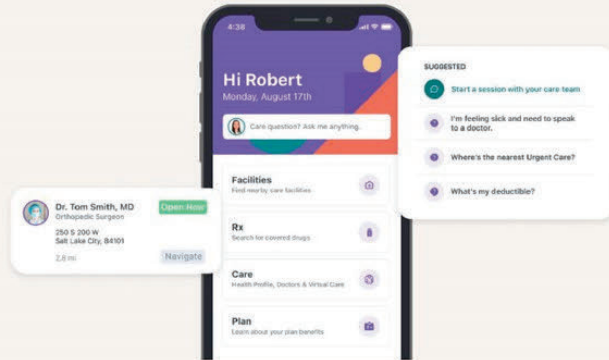 4:38
Hi Robert
Monday, August 17th
Care question? Ask me anything.
Facilities
Find nearby care facilities
Rx
Search for covered drugs
Care
Health Profile, Doctors & Virtual Care
Plan
Learn about your plan benefits
Dr. Tom Smith, MD
Open Now
Orthopedic Surgeon
250 S 200 W
Salt Lake City, 84101
2.8 mi
Navigate
SUGGESTED
Start a session with your care team
I'm feeling sick and need to speak
to a doctor.
Where's the nearest Urgent Care?
What's my deductible?